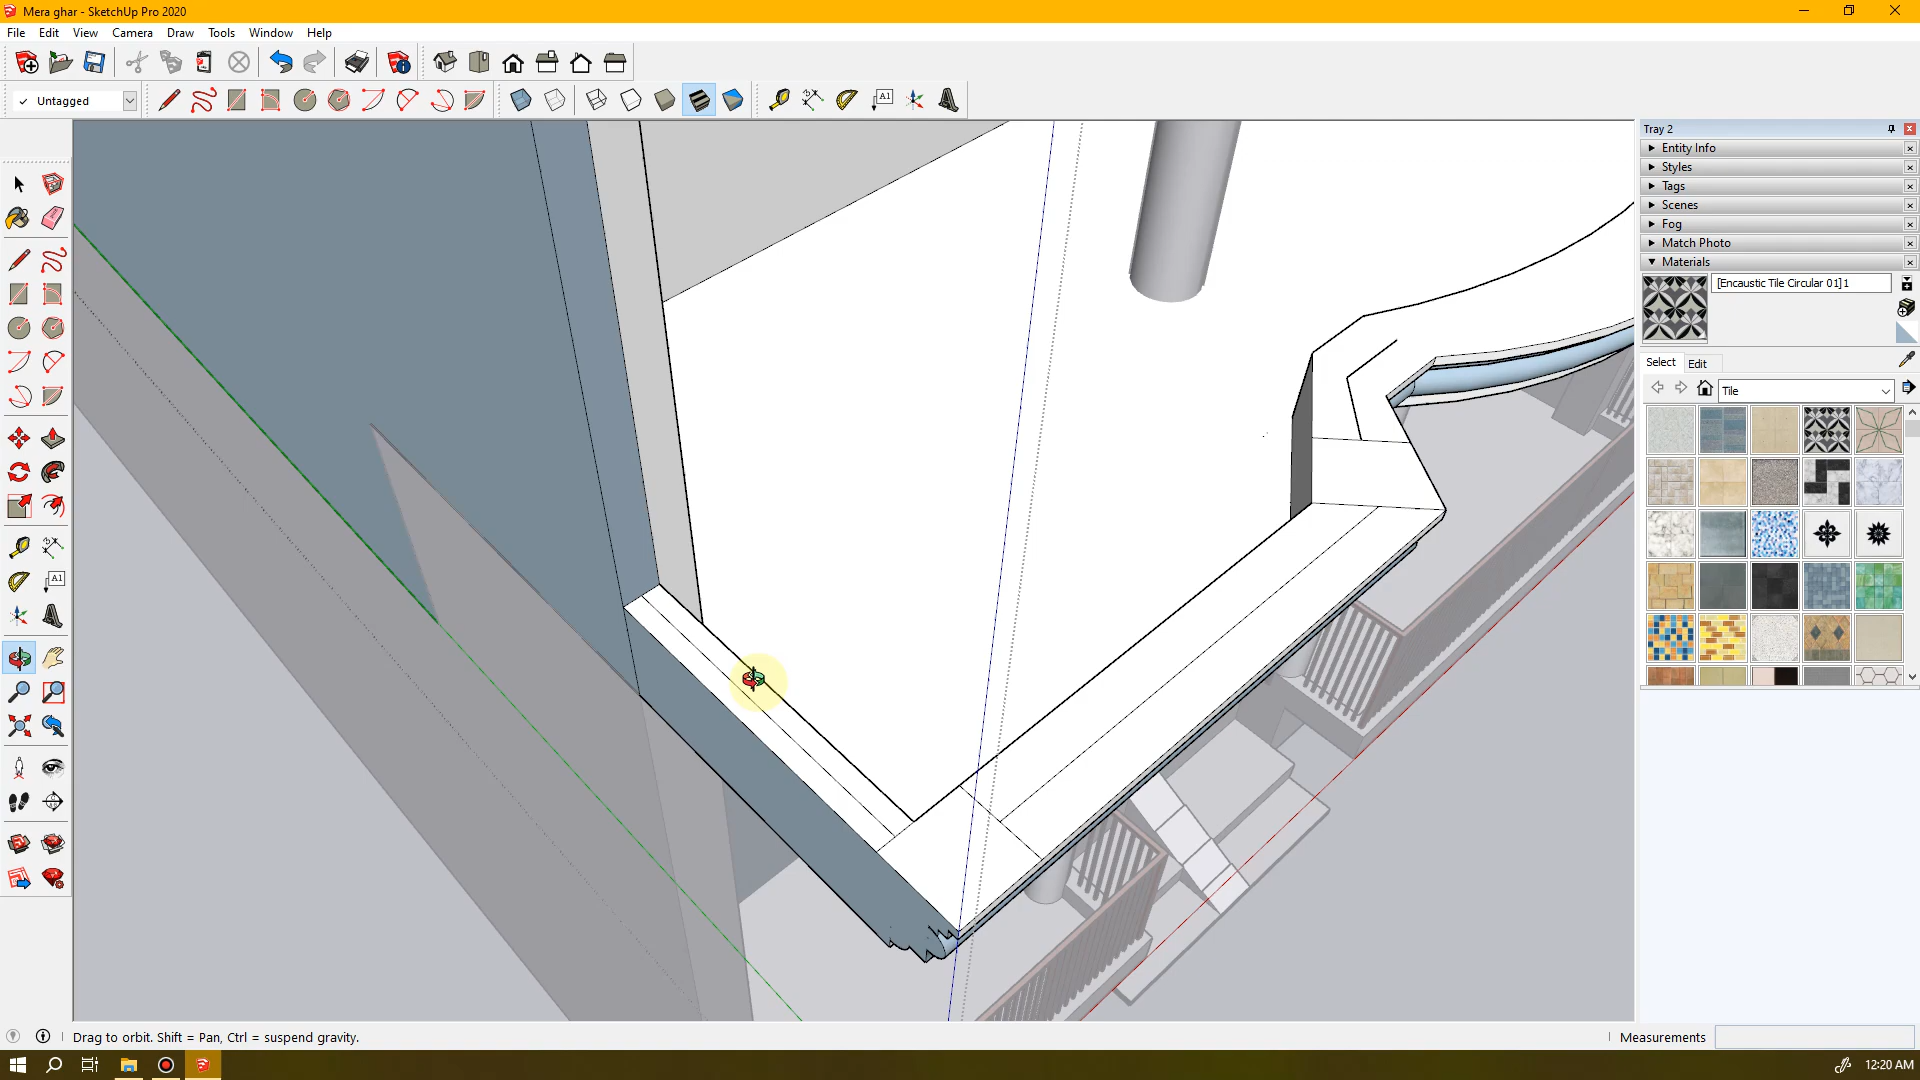 Mera ghar - SketchUp Pro 2020
File Edit View Camera Draw Tools Window Help
✓ Untagged
A1
Tray 2
Entity Info
Styles
Tags
Scenes
Fog
Match Photo
Materials
[Encaustic Tile Circular 01]1
Select Edit
Tile
A1
Drag to orbit. Shift = Pan, Ctrl = suspend gravity.
Measurements
12:20 AM